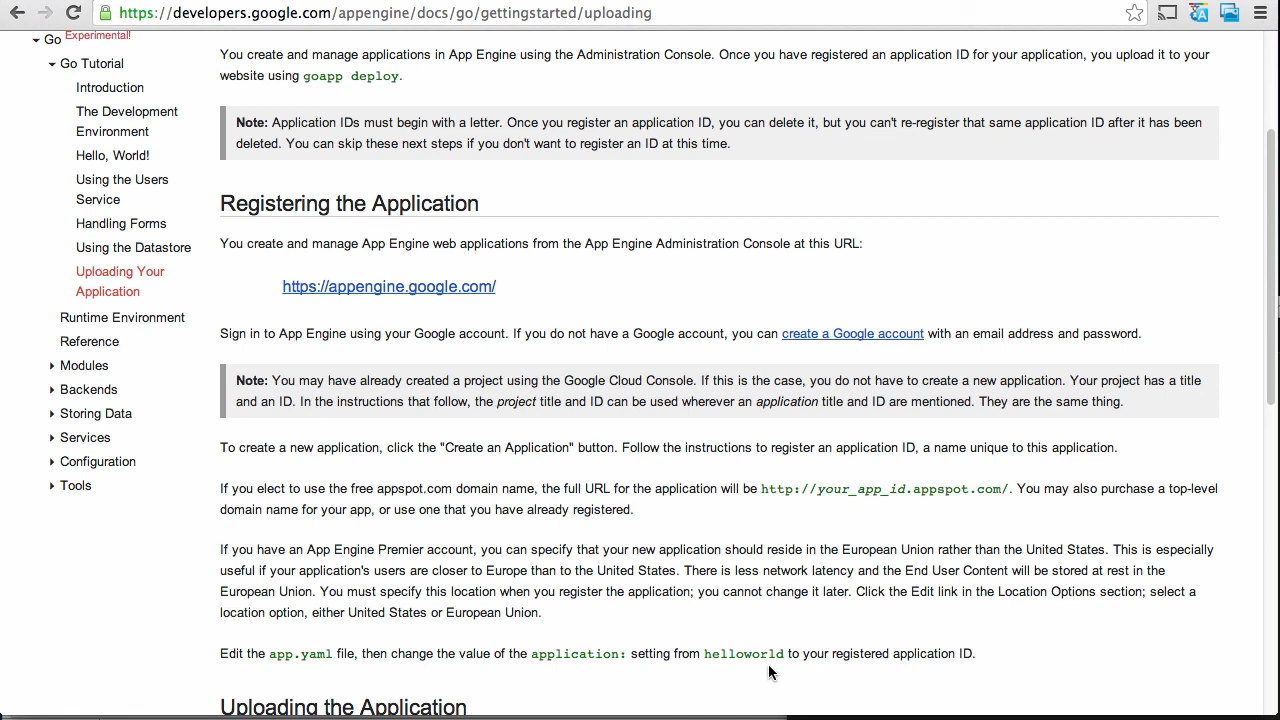 https://developers.google.com/appengine/docs/go/gettingstarted/uploading
Go Experimental!
Go Tutorial
Introduction
The Development
Environment
Hello, World!
Using the Users
Service
Handling Forms
Using the Datastore
Uploading Your
Application
Runtime Environment
Reference
Modules
Backends
Storing Data
Services
Configuration
Tools
You create and manage applications in App Engine using the Administration Console. Once you have registered an application ID for your application, you upload it to your
website using goapp deploy.
Note: Application IDs must begin with a letter. Once you register an application ID, you can delete it, but you can't re-register that same application ID after it has been
deleted. You can skip these next steps if you don't want to register an ID at this time.
Registering the Application
You create and manage App Engine web applications from the App Engine Administration Console at this URL:
https://appengine.google.com/
Sign in to App Engine using your Google account. If you do not have a Google account, you can create a Google account with an email address and password.
Note: You may have already created a project using the Google Cloud Console. If this is the case, you do not have to create a new application. Your project has a title
and an ID. In the instructions that follow, the project title and ID can be used wherever an application title and ID are mentioned. They are the same thing.
To create a new application, click the "Create an Application" button. Follow the instructions to register an application ID, a name unique to this application.
If you elect to use the free appspot.com domain name, the full URL for the application will be http://your_app_id.appspot.com/. You may also purchase a top-level
domain name for your app, or use one that you have already registered.
If you have an App Engine Premier account, you can specify that your new application should reside in the European Union rather than the United States. This is especially
useful if your application's users are closer to Europe than to the United States. There is less network latency and the End User Content will be stored at rest in the
European Union. You must specify this location when you register the application; you cannot change it later. Click the Edit link in the Location Options section; select a
location option, either United States or European Union.
Edit the app.yaml file, then change the value of the application: setting from helloworld to your registered application ID.
Uploading the Application